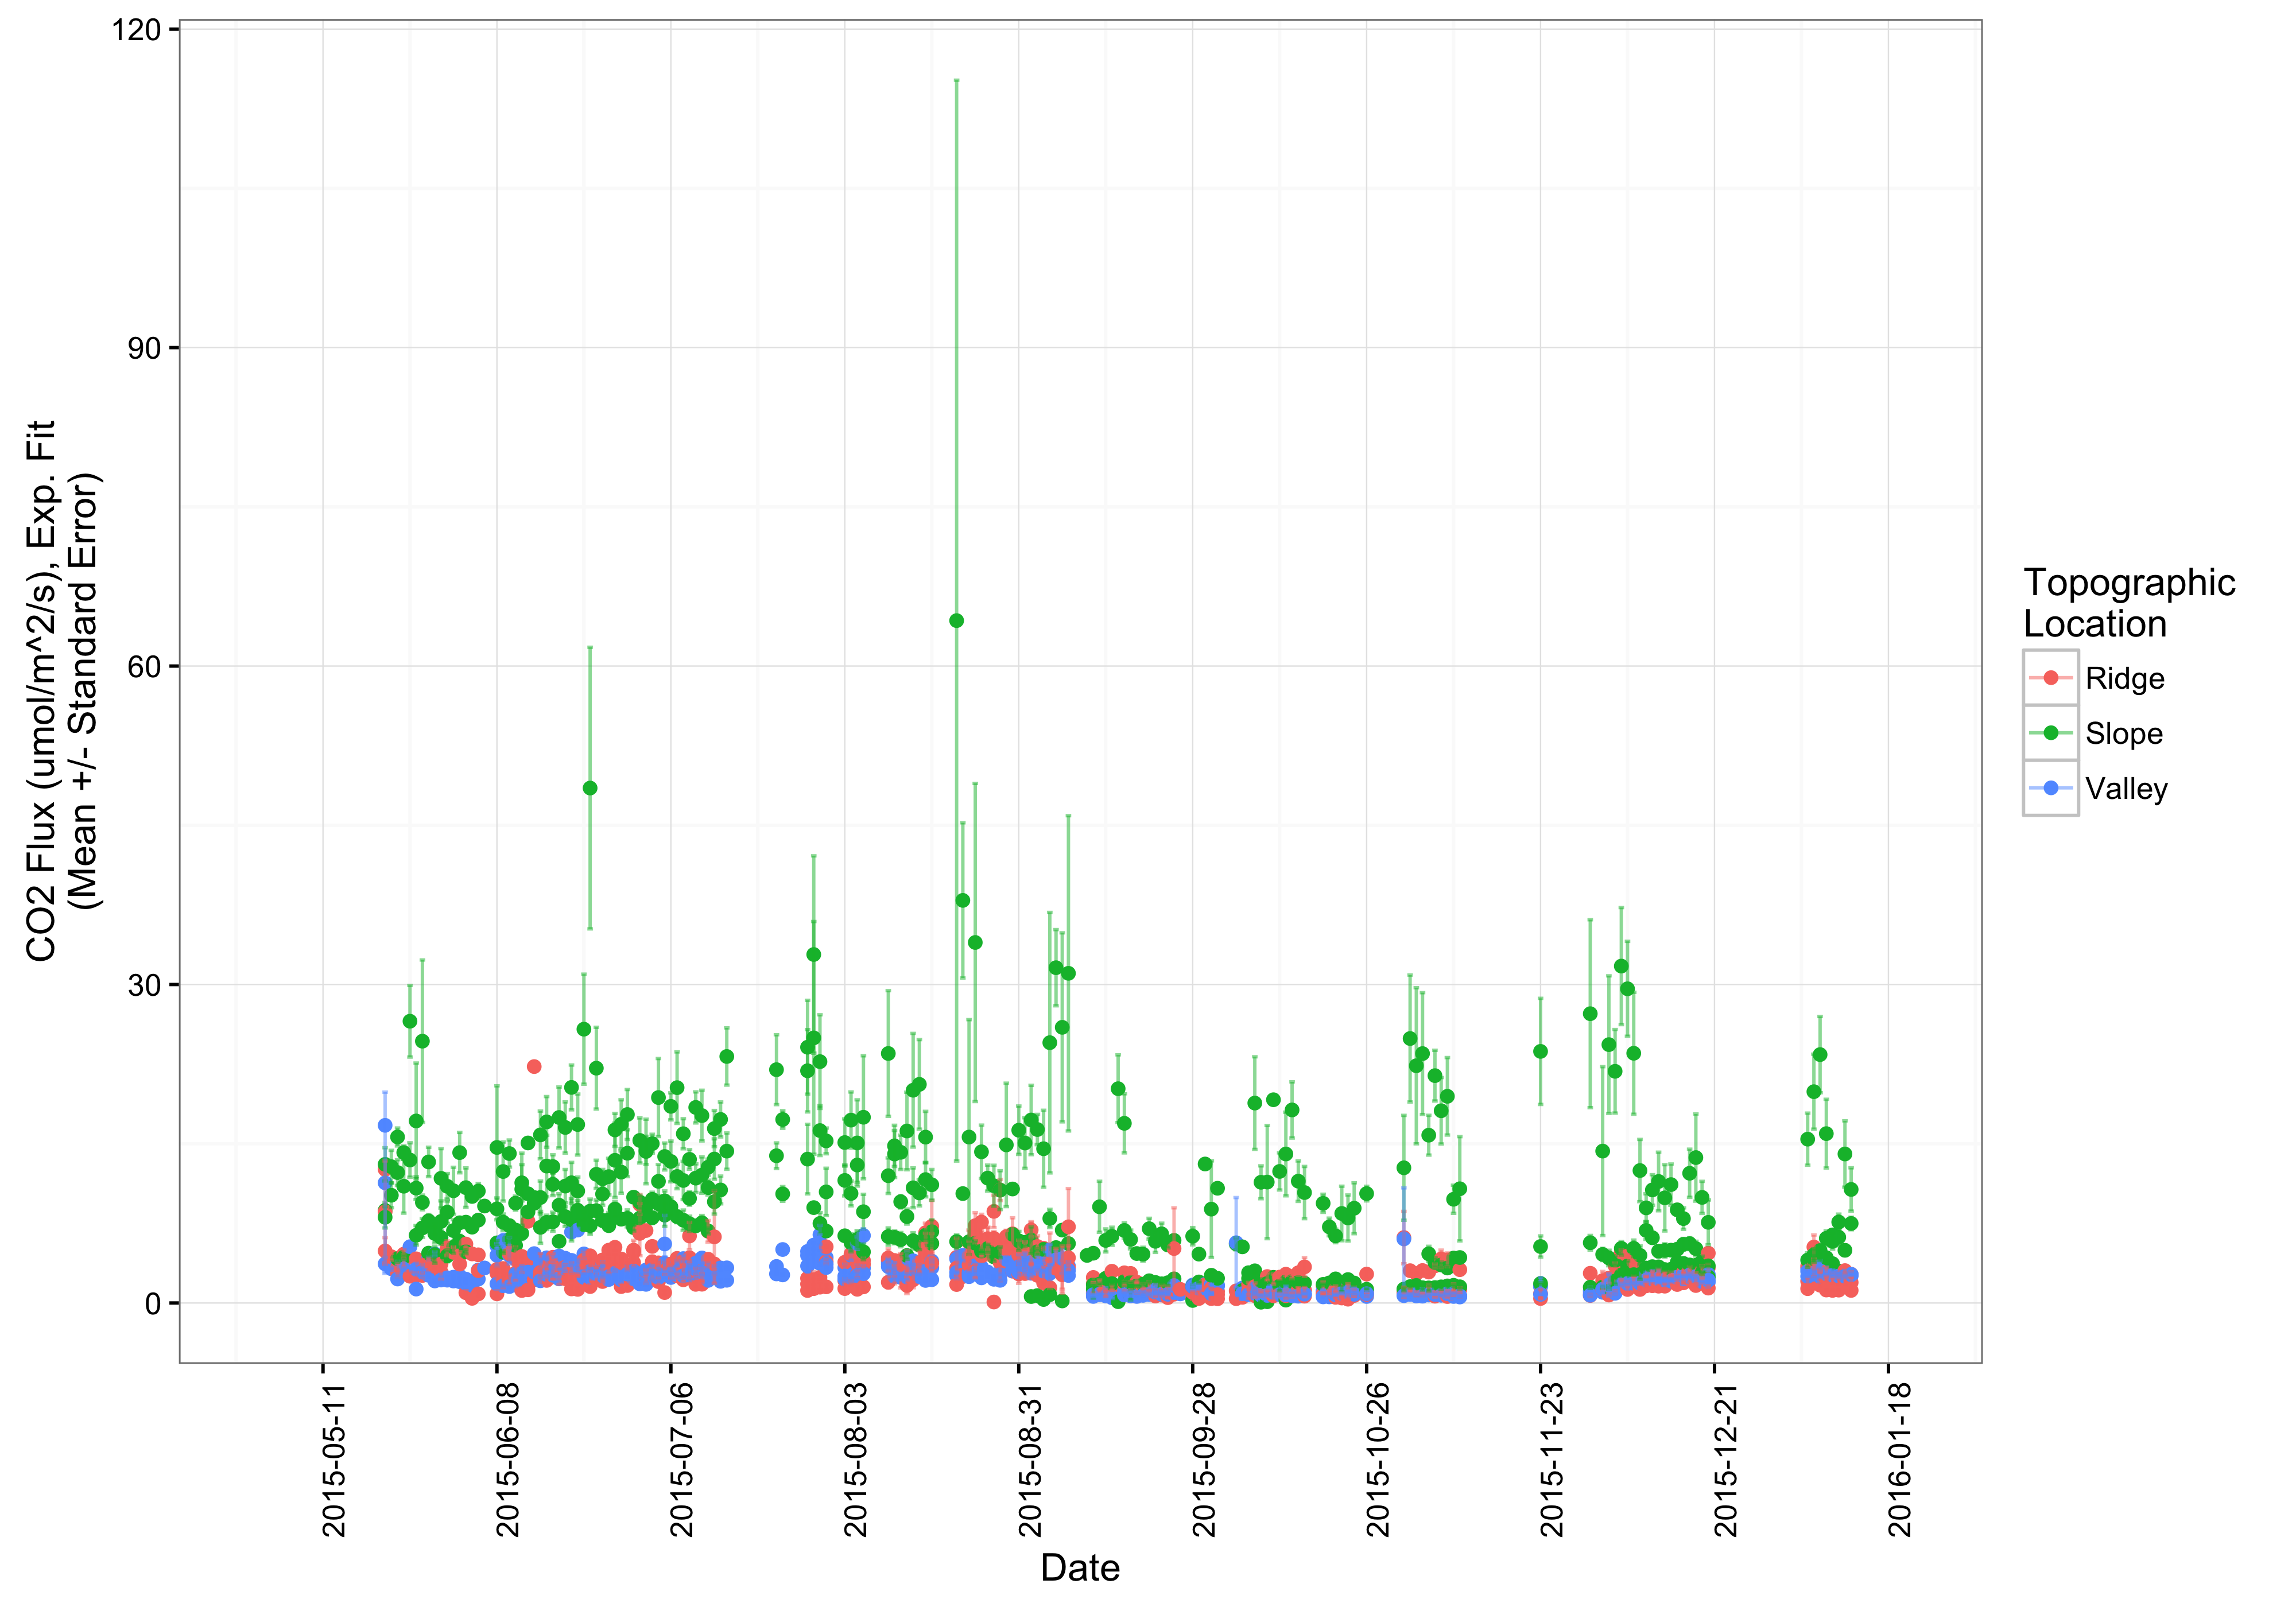 120
90
60
30
0
CO2 Flux (umol/m^2/s), Exp. Fit
(Mean +/- Standard Error)
2015-05-11
2015-06-08
2015-07-06
2015-08-03
2015-08-31
2015-09-28
2015-10-26
2015-11-23
2015-12-21
2016-01-18
Date
Topographic
Location
Ridge
Slope
Valley